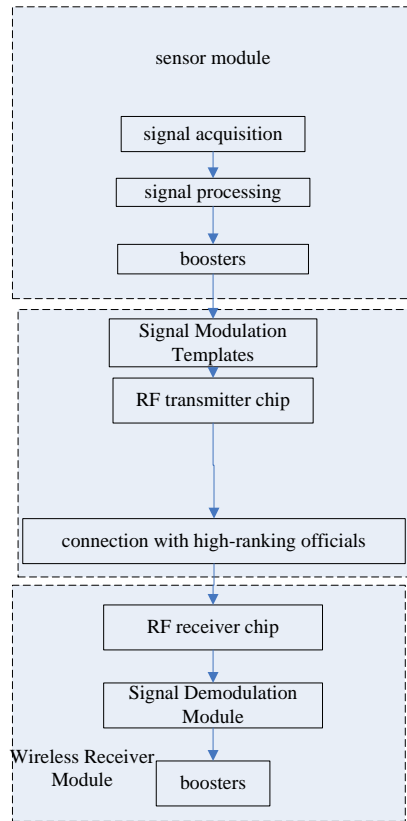 sensor module
signal acquisition
signal processing
boosters
Signal Modulation
Templates
RF transmitter chip
connection with high-ranking officials
RF receiver chip
Signal Demodulation
Module
Wireless Receiver
Module
boosters